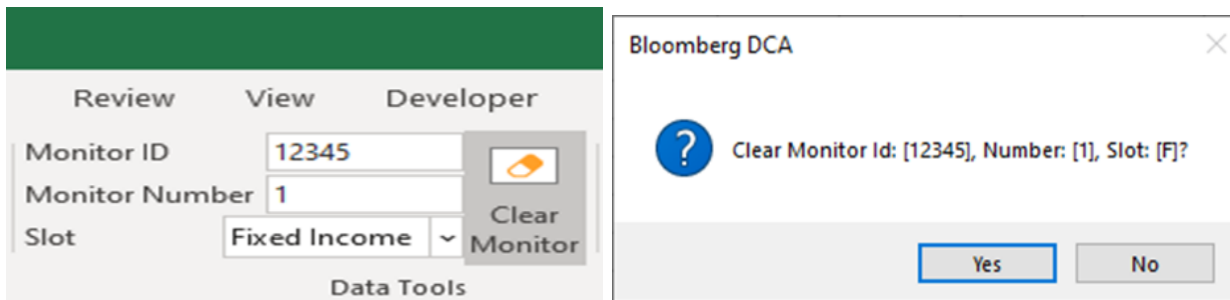 Review View Developer
Monitor ID 12345
Monitor Number 1
Slot Fixed Income
Clear
Monitor
Data Tools
Bloomberg DCA
?
Clear Monitor Id: [12345], Number: [1], Slot: [F]?
Yes No